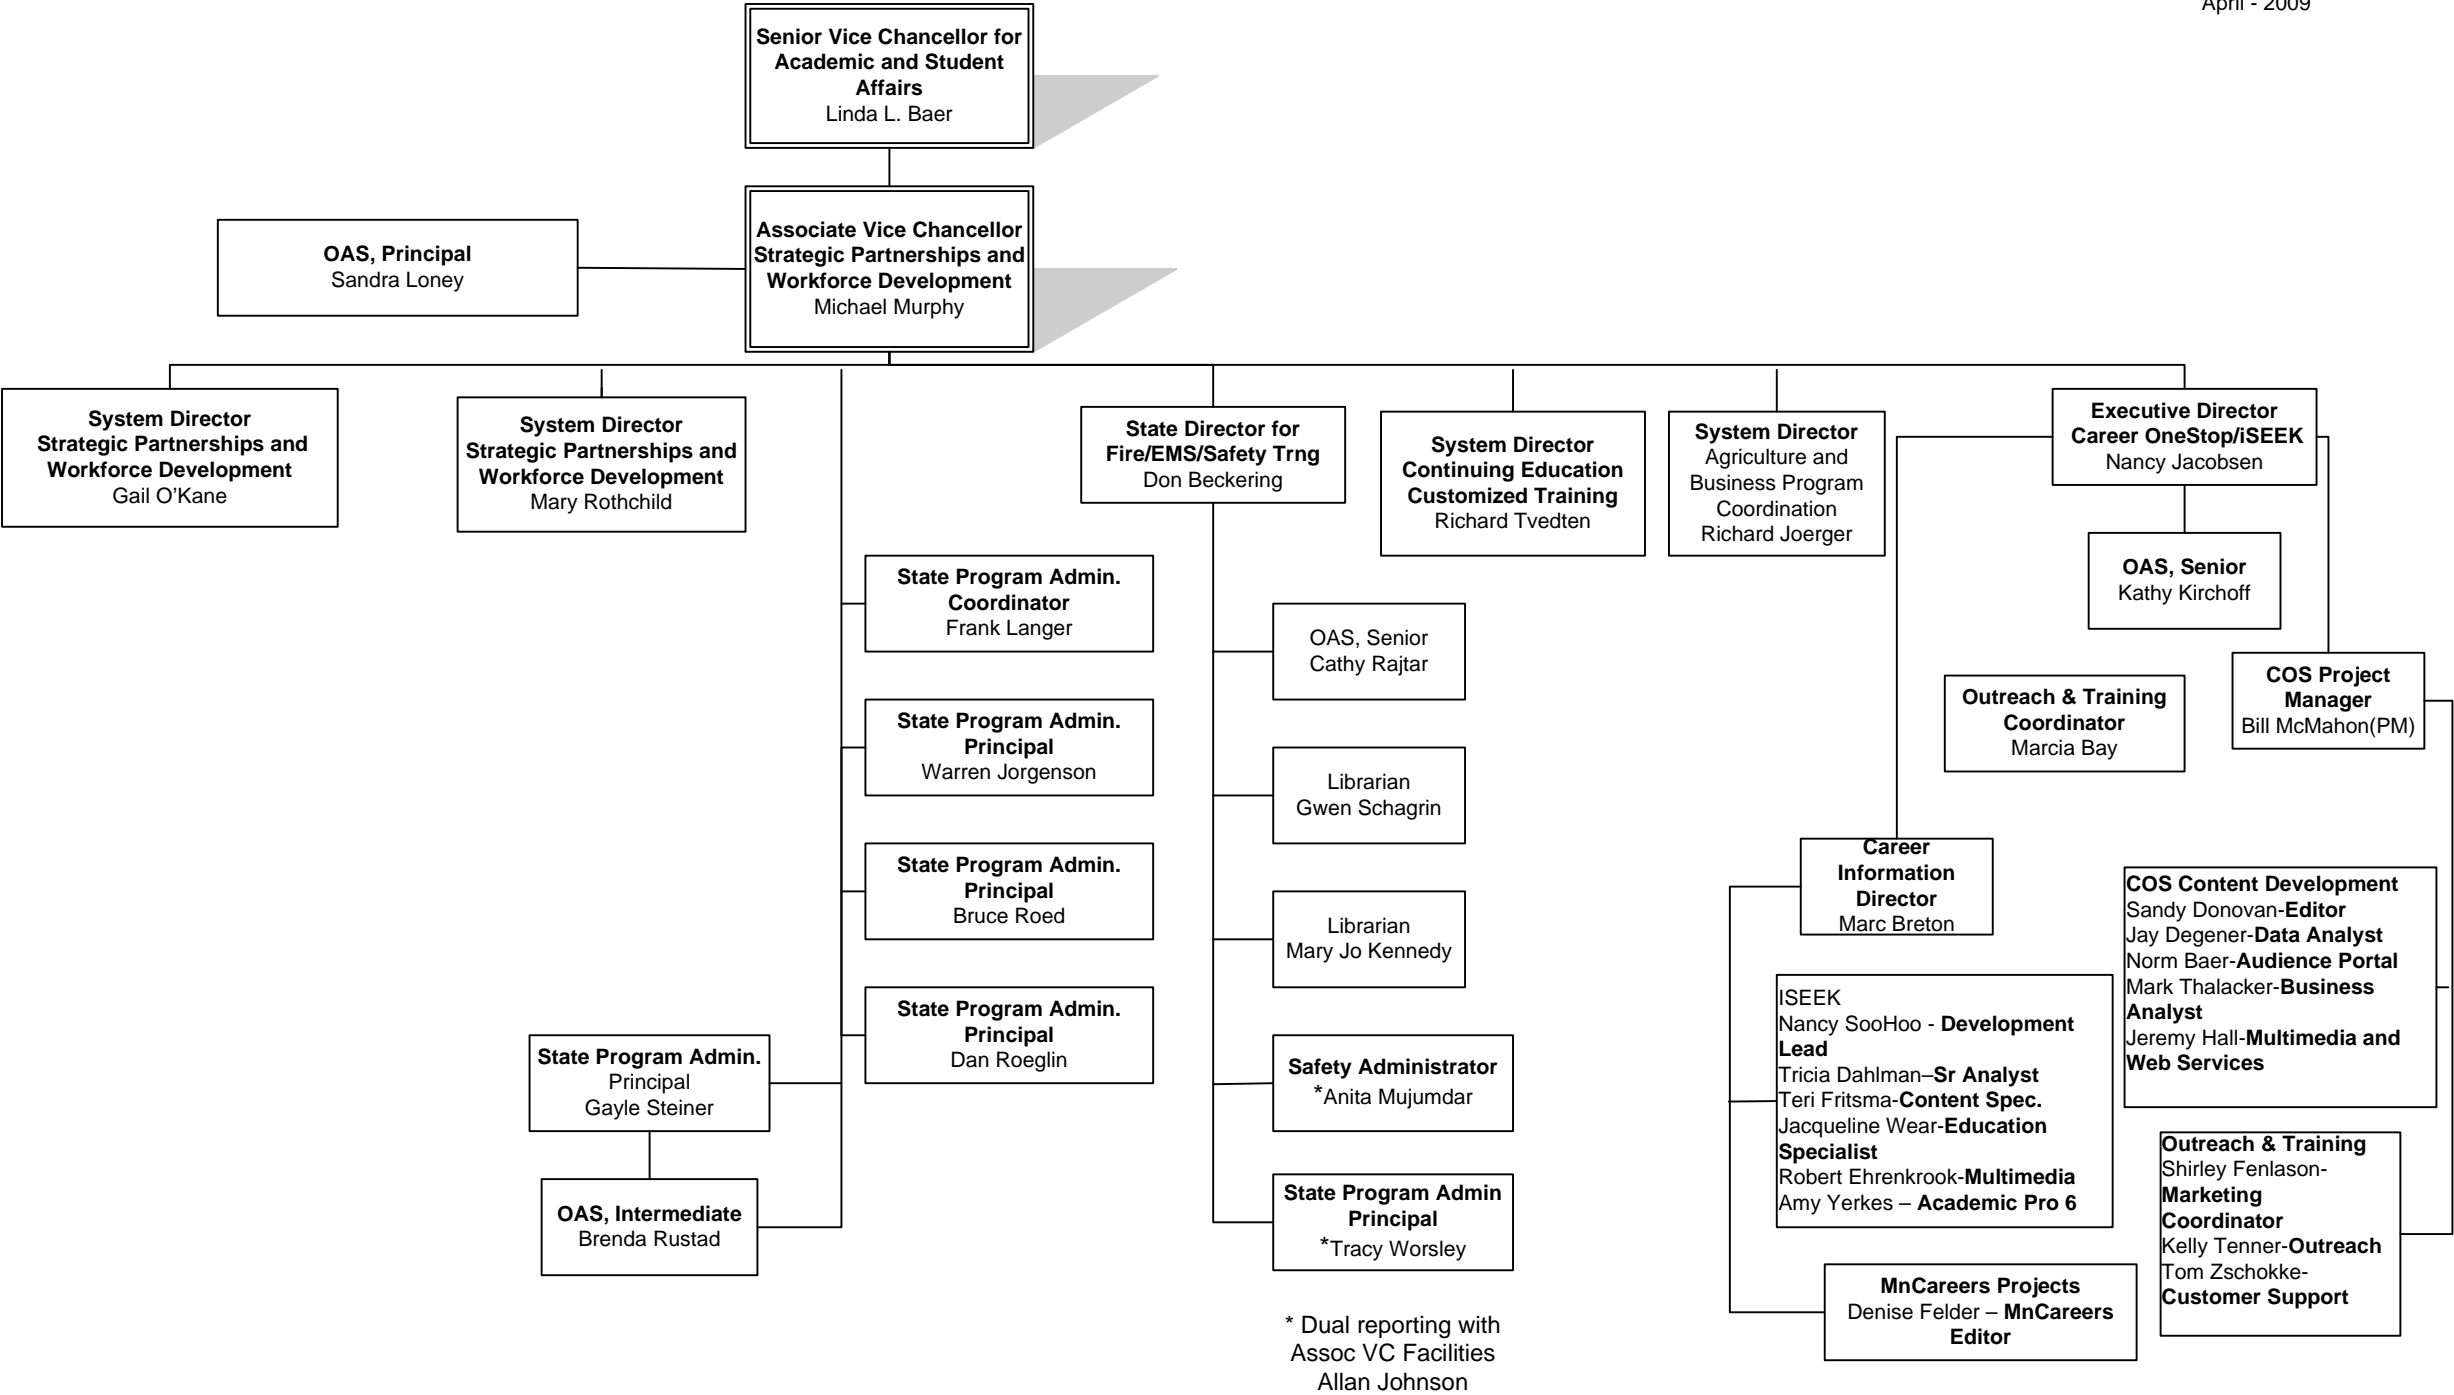 April - 2009
Senior Vice Chancellor for
Academic and Student
Affairs
Linda L. Baer
Associate Vice Chancellor
Strategic Partnerships and
Workforce Development
Michael Murphy
OAS, Principal
Sandra Loney
System Director
Strategic Partnerships and
Workforce Development
Gail O’Kane
System Director
Strategic Partnerships and
Workforce Development
Mary Rothchild
State Director for
Fire/EMS/Safety Trng
Don Beckering
System Director
Continuing Education
Customized Training
Richard Tvedten
System Director
Agriculture and
Business Program
Coordination
Richard Joerger
Executive Director
Career OneStop/iSEEK
Nancy Jacobsen
OAS, Senior
Kathy Kirchoff
State Program Admin.
Coordinator
Frank Langer
State Program Admin.
Principal
Warren Jorgenson
State Program Admin.
Principal
Bruce Roed
State Program Admin.
Principal
Dan Roeglin
State Program Admin.
Principal
Gayle Steiner
OAS, Intermediate
Brenda Rustad
OAS, Senior
Cathy Rajtar
Librarian
Gwen Schagrin
Librarian
Mary Jo Kennedy
Safety Administrator
*Anita Mujumdar
State Program Admin
Principal
*Tracy Worsley
* Dual reporting with
Assoc VC Facilities
Allan Johnson
Outreach & Training
Coordinator
Marcia Bay
COS Project
Manager
Bill McMahon(PM)
Career
Information
Director
Marc Breton
ISEEK
Nancy SooHoo - Development
Lead
Tricia Dahlman–Sr Analyst
Teri Fritsma-Content Spec.
Jacqueline Wear-Education
Specialist
Robert Ehrenkrook-Multimedia
Amy Yerkes – Academic Pro 6
MnCareers Projects
Denise Felder – MnCareers
Editor
COS Content Development
Sandy Donovan-Editor
Jay Degener-Data Analyst
Norm Baer-Audience Portal
Mark Thalacker-Business
Analyst
Jeremy Hall-Multimedia and
Web Services
Outreach & Training
Shirley Fenlason-
Marketing
Coordinator
Kelly Tenner-Outreach
Tom Zschokke-
Customer Support